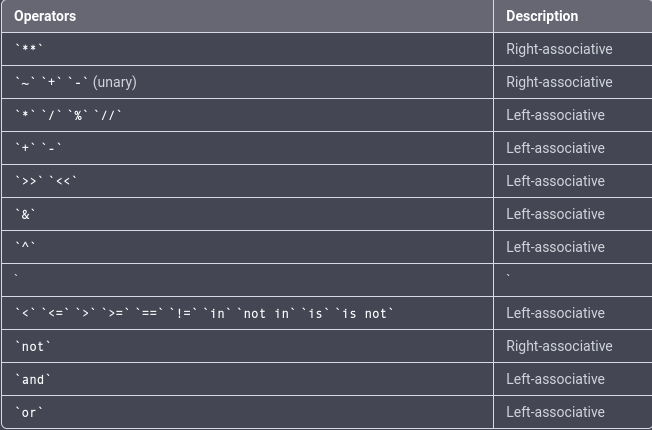 Operators Description
`**` Right-associative
`~` `+` `-` (unary) Right-associative
`*` `/` `%` `//` Left-associative
`+` `-` Left-associative
`>>` `<<` Left-associative
`&` Left-associative
`^` Left-associative
` `
`<` `<=` `>` `>=` `==` `!=` `in` `not in` `is` `is not` Left-associative
`not` Right-associative
`and` Left-associative
`or` Left-associative